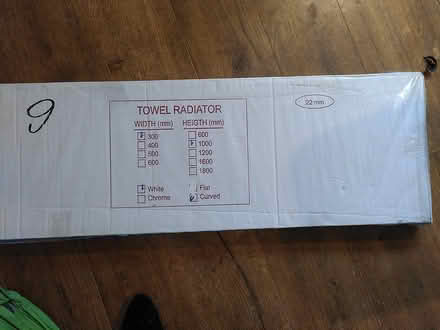 9
TOWEL RADIATOR
WIDTH (mm) HEIGTH (mm)
300 600
400 1000
500 1200
600 1600
1800
White Flat
Chrome Curved
22 mm